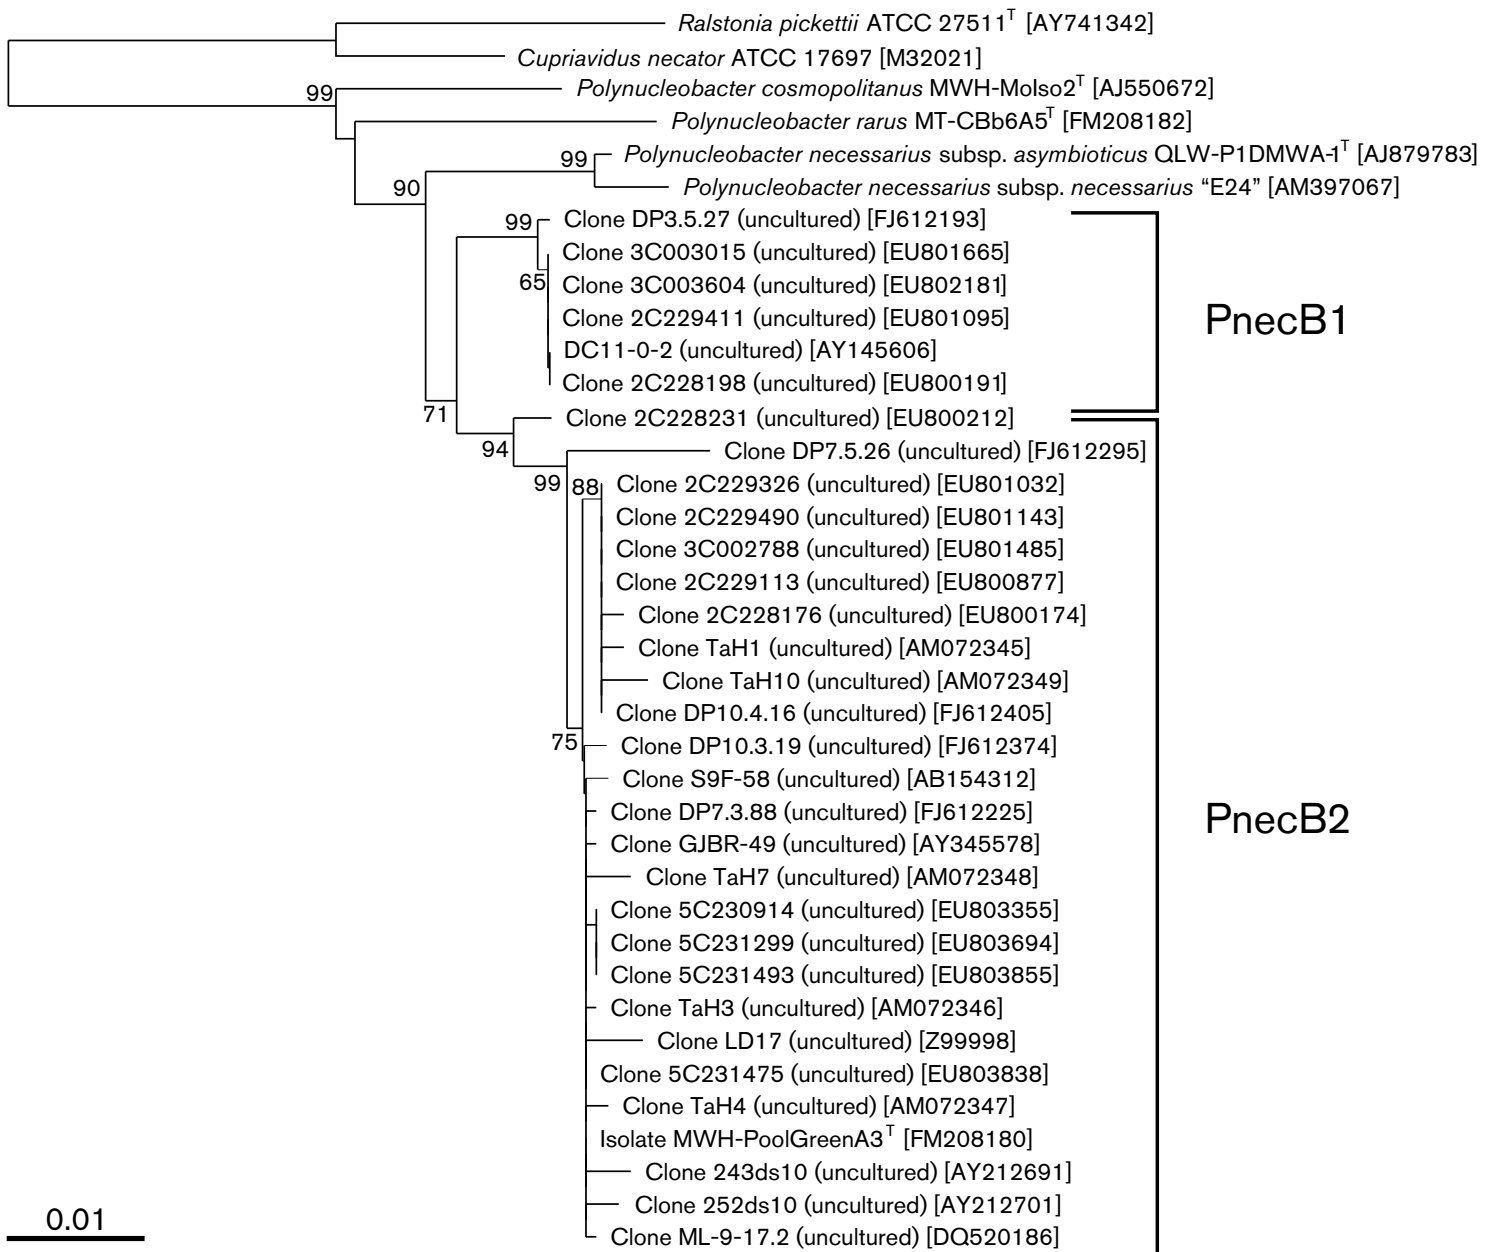 Ralstonia pickettii ATCC 27511T [AY741342]
Cupriavidus necator ATCC 17697 [M32021]
99
Polynucleobacter cosmopolitanus MWH-MoIso2T [AJ550672]
Polynucleobacter rarus MT-CBb6A5T [FM208182]
99
Polynucleobacter necessarius subsp. asymbioticus QLW-P1DMWA-1T [AJ879783]
90
Polynucleobacter necessarius subsp. necessarius “E24” [AM397067]
99
Clone DP3.5.27 (uncultured) [FJ612193]
Clone 3C003015 (uncultured) [EU801665]
65
Clone 3C003604 (uncultured) [EU802181]
Clone 2C229411 (uncultured) [EU801095]
PnecB1
DC11-0-2 (uncultured) [AY145606]
Clone 2C228198 (uncultured) [EU800191]
71
Clone 2C228231 (uncultured) [EU800212]
94
Clone DP7.5.26 (uncultured) [FJ612295]
99
88
Clone 2C229326 (uncultured) [EU801032]
Clone 2C229490 (uncultured) [EU801143]
Clone 3C002788 (uncultured) [EU801485]
Clone 2C229113 (uncultured) [EU800877]
Clone 2C228176 (uncultured) [EU800174]
Clone TaH1 (uncultured) [AM072345]
Clone TaH10 (uncultured) [AM072349]
Clone DP10.4.16 (uncultured) [FJ612405]
75
Clone DP10.3.19 (uncultured) [FJ612374]
Clone S9F-58 (uncultured) [AB154312]
Clone DP7.3.88 (uncultured) [FJ612225]
PnecB2
Clone GJBR-49 (uncultured) [AY345578]
Clone TaH7 (uncultured) [AM072348]
Clone 5C230914 (uncultured) [EU803355]
Clone 5C231299 (uncultured) [EU803694]
Clone 5C231493 (uncultured) [EU803855]
Clone TaH3 (uncultured) [AM072346]
Clone LD17 (uncultured) [Z99998]
Clone 5C231475 (uncultured) [EU803838]
Clone TaH4 (uncultured) [AM072347]
Isolate MWH-PoolGreenA3T [FM208180]
Clone 243ds10 (uncultured) [AY212691]
Clone 252ds10 (uncultured) [AY212701]
0.01
Clone ML-9-17.2 (uncultured) [DQ520186]